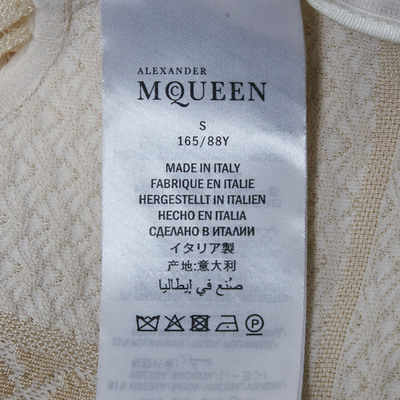 ALEXANDER
McQUEEN
S
165/88Y
MADE IN ITALY
FABRIQUE EN ITALIE
HERGESTELLT IN ITALIEN
HECHO EN ITALIA
СДЕЛАНО В ИТАЛИИ
イタリア製
产地:意大利
صُنع في إيطاليا
P